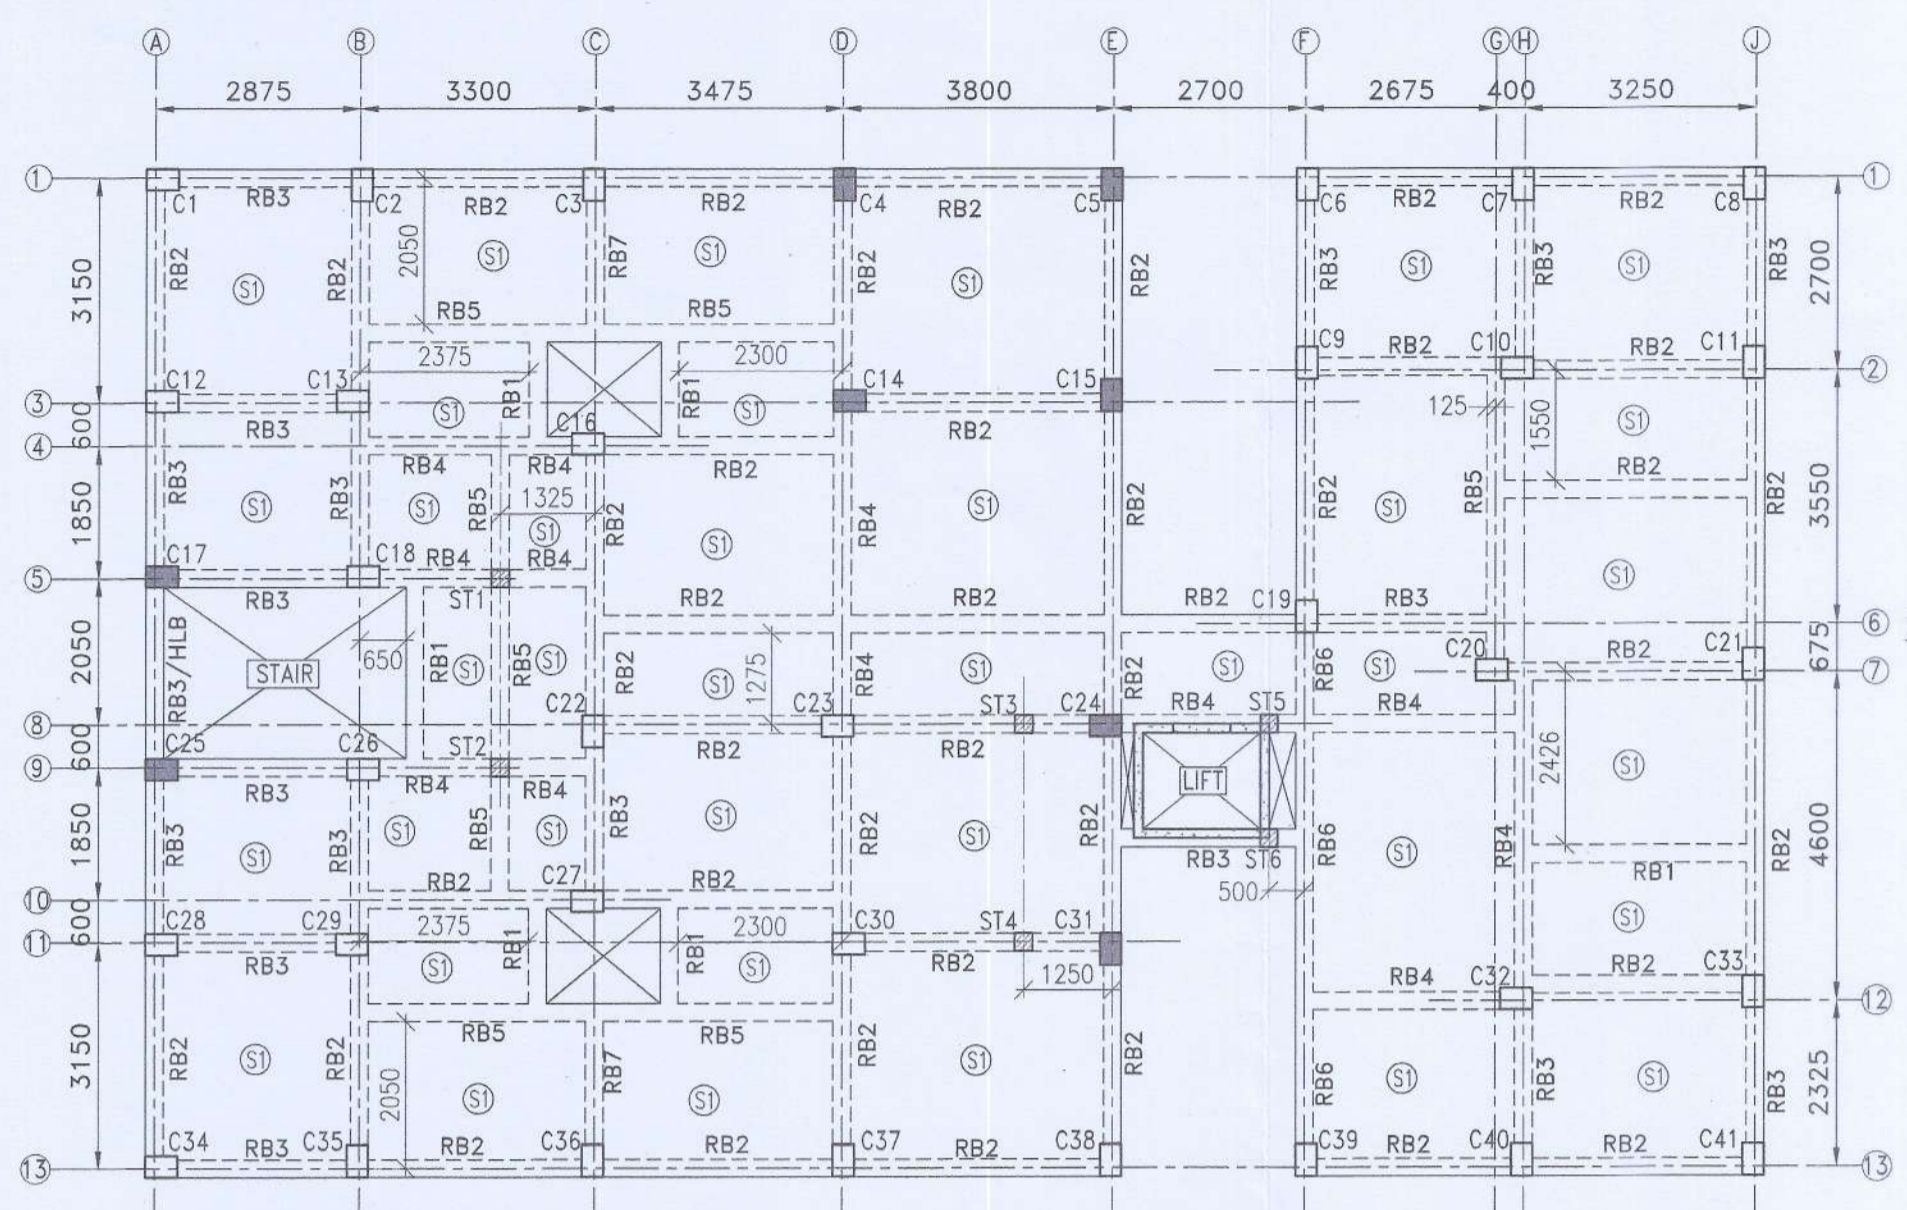 A B C D E F G H J
2875 3300 3475 3800 2700 2675 400 3250
1 1
C1 RB3 C2 RB2 C3 RB2 C4 RB2 C5 C6 RB2 C7 RB2 C8
3150 RB2 S1 RB2 2050 S1 RB7 S1 RB2 S1 RB2 RB3 S1 RB3 S1 RB3 2700
RB5 RB5
C9 RB2 C10 RB2 C11
2375 2300
C12 C13 C14 C15
3 2
RB1 RB1 S1 S1
600 RB3 C16 RB2 125 1550 S1
4
RB4 RB4 RB2 RB2
1850 RB3 S1 RB3 S1 RB5 1325 S1 RB2 S1 RB4 S1 RB2 RB2 S1 RB5 RB2 3550
C17 C18 RB4 RB4
5 S1
RB3 ST1 RB2 RB2 RB2 C19 RB3
6
2050 RB3/HLB STAIR 650 RB1 S1 RB5 S1 RB2 S1 1275 RB4 S1 RB2 S1 RB6 S1 C20 RB2 C21 675
7
C22 C23 ST3 C24 RB4 ST5 RB4
8
600 C25 C26 ST2 RB2 RB2 2426 S1
9
RB3 RB4 RB4 LIFT
1850 RB3 S1 RB3 S1 RB5 S1 RB3 S1 RB2 S1 RB2 RB3 ST6 RB6 S1 RB4 RB2 4600
RB2 C27 RB2 500 RB1
10
600 C28 C29 2375 2300 C30 ST4 C31 S1
11
RB3 S1 RB1 RB1 S1 RB2 1250 RB4 C32 RB2 C33
12
RB5 RB5
3150 RB2 S1 RB2 2050 S1 RB7 S1 RB2 S1 RB2 RB6 S1 RB3 S1 RB3 2325
C34 RB3 C35 RB2 C36 RB2 C37 RB2 C38 C39 RB2 C40 RB2 C41
13 13